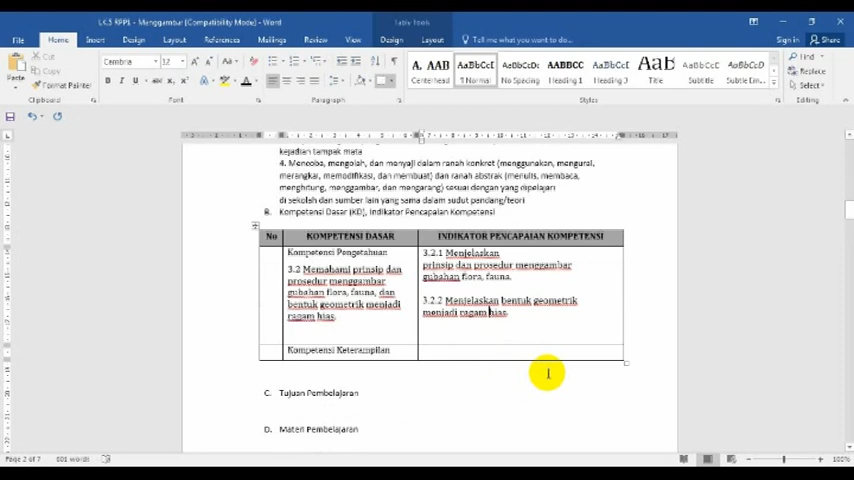 LK.5 RPP1 - Menggambar [Compatibility Mode] - Word
Table Tools
File Home Insert Design Layout References Mailings Review View Design Layout Tell me what you want to do...
Sign in Share
Paste
Cut
Copy
Format Painter
Clipboard
Cambria 12
Font
Paragraph
A. AAB AaBbCcI AaBbCcDc AABBCC AaBbCcI AaB AaBbCcI AaBbCcD
Centerhead ¶ Normal No Spacing Heading 1 Heading 3 Title Subtitle Subtle Em...
Styles
Find
Replace
Select
Editing
kejadian tampak mata
4. Mencoba, mengolah, dan menyaji dalam ranah konkret (menggunakan, mengurai,
merangkai, memodifikasi, dan membuat) dan ranah abstrak (menulis, membaca,
menghitung, menggambar, dan mengarang) sesuai dengan yang dipelajari
di sekolah dan sumber lain yang sama dalam sudut pandang/teori
B. Kompetensi Dasar (KD), Indikator Pencapaian Kompetensi
No KOMPETENSI DASAR INDIKATOR PENCAPAIAN KOMPETENSI
Kompetensi Pengetahuan
3.2 Memahami prinsip dan
prosedur menggambar
gubahan flora, fauna, dan
bentuk geometrik menjadi
ragam hias.
3.2.1 Menjelaskan
prinsip dan prosedur menggambar
gubahan flora, fauna.
3.2.2 Menjelaskan bentuk geometrik
menjadi ragam hias.
Kompetensi Keterampilan
C. Tujuan Pembelajaran
D. Materi Pembelajaran
Page 2 of 7 601 words
100%